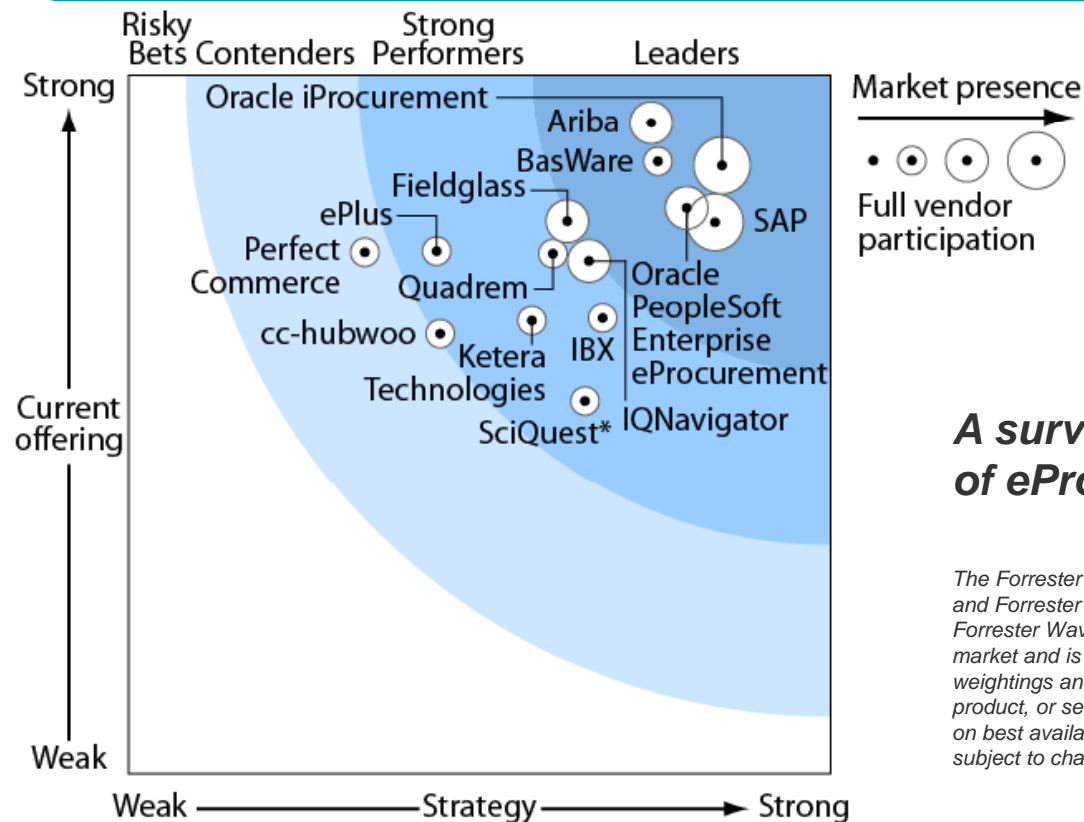 Risky
Bets
Contenders
Strong
Performers
Leaders
Strong
Current
offering
Weak
Oracle iProcurement
Ariba
BasWare
Fieldglass
ePlus
Perfect
Commerce
Quadrem
SAP
Oracle
PeopleSoft
Enterprise
eProcurement
cc-hubwoo
Ketera
Technologies
IBX
SciQuest*
IQNavigator
Weak
Strategy
Strong
Market presence
Full vendor
participation
A surv
of ePro
The Forrester
and Forrester
Forrester Wav
market and is
weightings an
product, or se
on best availa
subject to cha